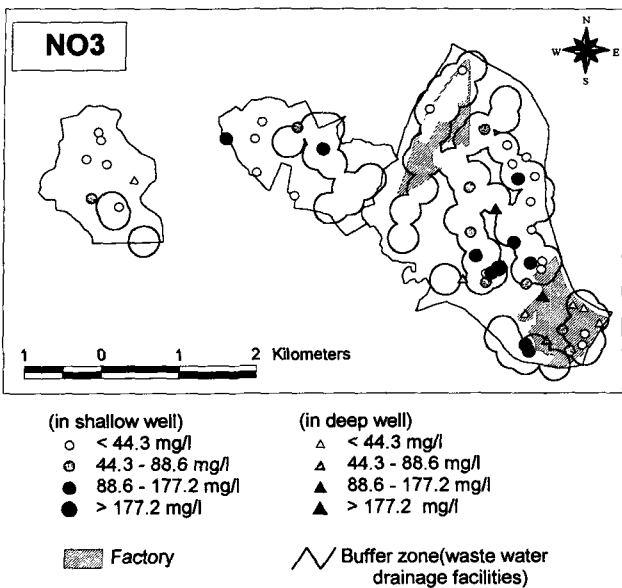 NO3
N
W E
S
1 0 1 2 Kilometers
(in shallow well)
< 44.3 mg/l
44.3 - 88.6 mg/l
88.6 - 177.2 mg/l
> 177.2 mg/l
(in deep well)
< 44.3 mg/l
44.3 - 88.6 mg/l
88.6 - 177.2 mg/l
> 177.2 mg/l
Factory
Buffer zone(waste water
drainage facilities)